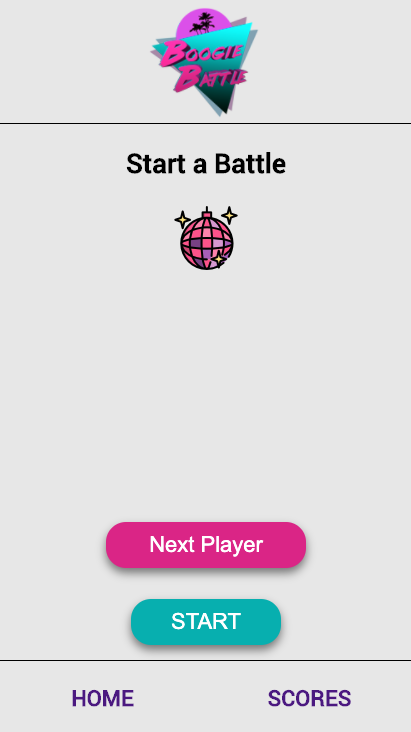 BOOGIE
BATTLE
Start a Battle
Next Player
START
HOME
SCORES